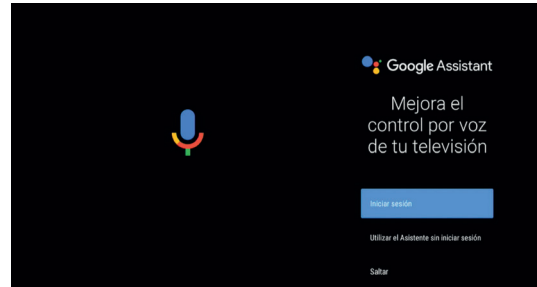 Google Assistant
Mejora el
control por voz
de tu televisión
Iniciar sesión
Utilizar el Asistente sin iniciar sesión
Saltar